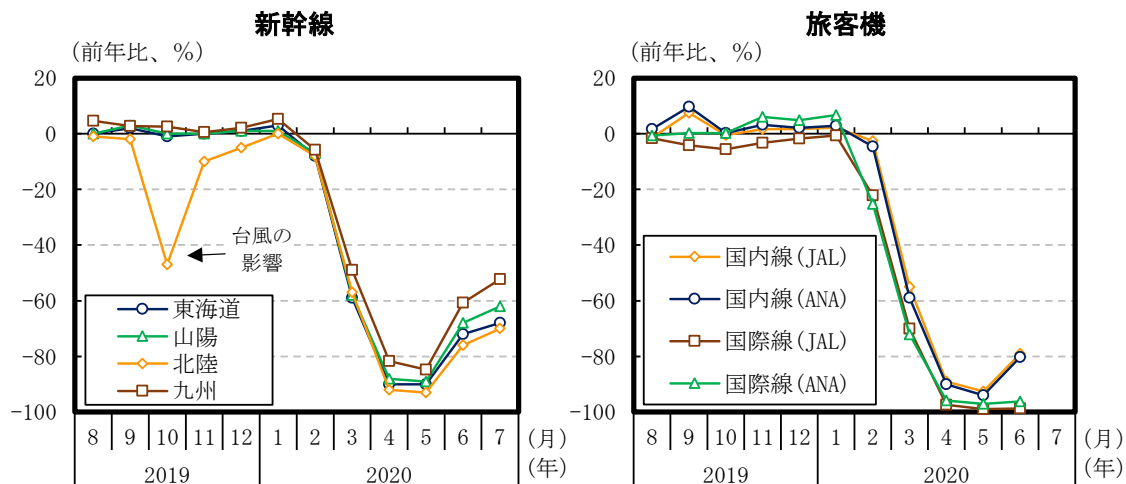 新幹線
(前年比、%)
20
0
-20
-40
-60
-80
-100
台風の
影響
東海道
山陽
北陸
九州
8 9 10 11 12 1 2 3 4 5 6 7 (月)
2019 2020 (年)
旅客機
(前年比、%)
20
0
-20
-40
-60
-80
-100
国内線(JAL)
国内線(ANA)
国際線(JAL)
国際線(ANA)
8 9 10 11 12 1 2 3 4 5 6 7 (月)
2019 2020 (年)